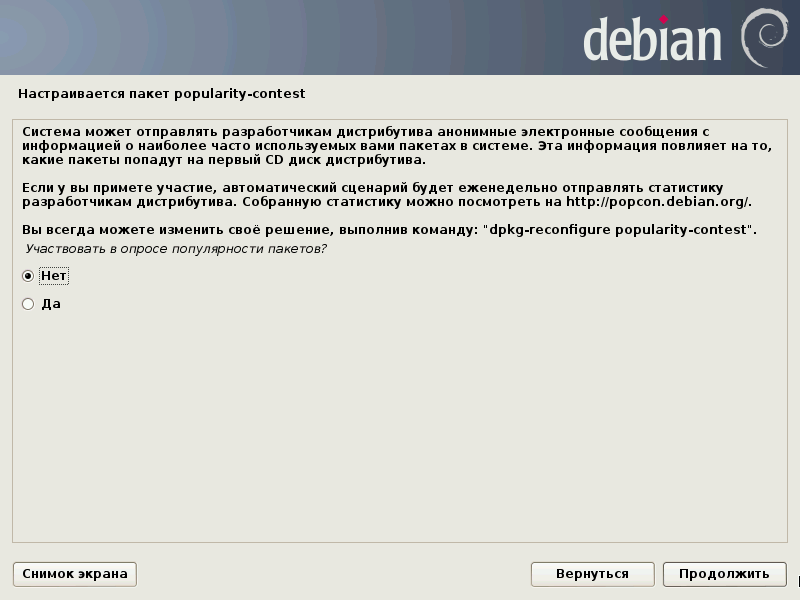 debian
Настраивается пакет popularity-contest
Система может отправлять разработчикам дистрибутива анонимные электронные сообщения с
информацией о наиболее часто используемых вами пакетах в системе. Эта информация повлияет на то,
какие пакеты попадут на первый CD диск дистрибутива.
Если у вы примете участие, автоматический сценарий будет еженедельно отправлять статистику
разработчикам дистрибутива. Собранную статистику можно посмотреть на http://popcon.debian.org/.
Вы всегда можете изменить своё решение, выполнив команду: "dpkg-reconfigure popularity-contest".
Участвовать в опросе популярности пакетов?
Нет
Да
Снимок экрана
Вернуться
Продолжить